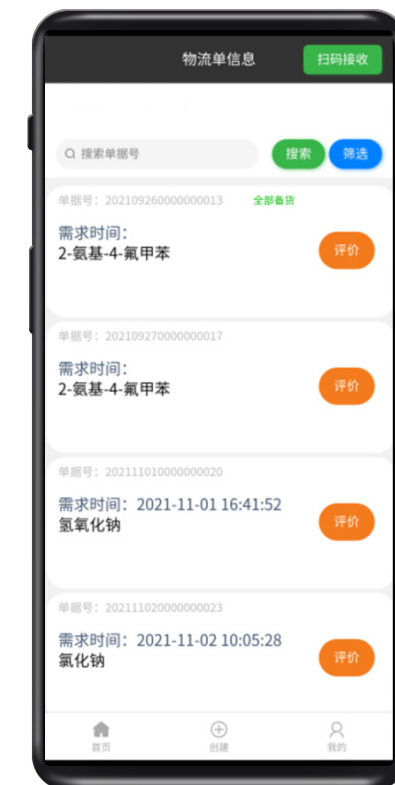 物流单信息
扫码接收
搜索单据号
搜索
筛选
单据号：202109260000000013 全部备货
需求时间：
2-氨基-4-氟甲苯
评价
单据号：202109270000000017
需求时间：
2-氨基-4-氟甲苯
评价
单据号：202111010000000020
需求时间：2021-11-01 16:41:52
氢氧化钠
评价
单据号：202111020000000023
需求时间：2021-11-02 10:05:28
氯化钠
评价
首页
创建
我的